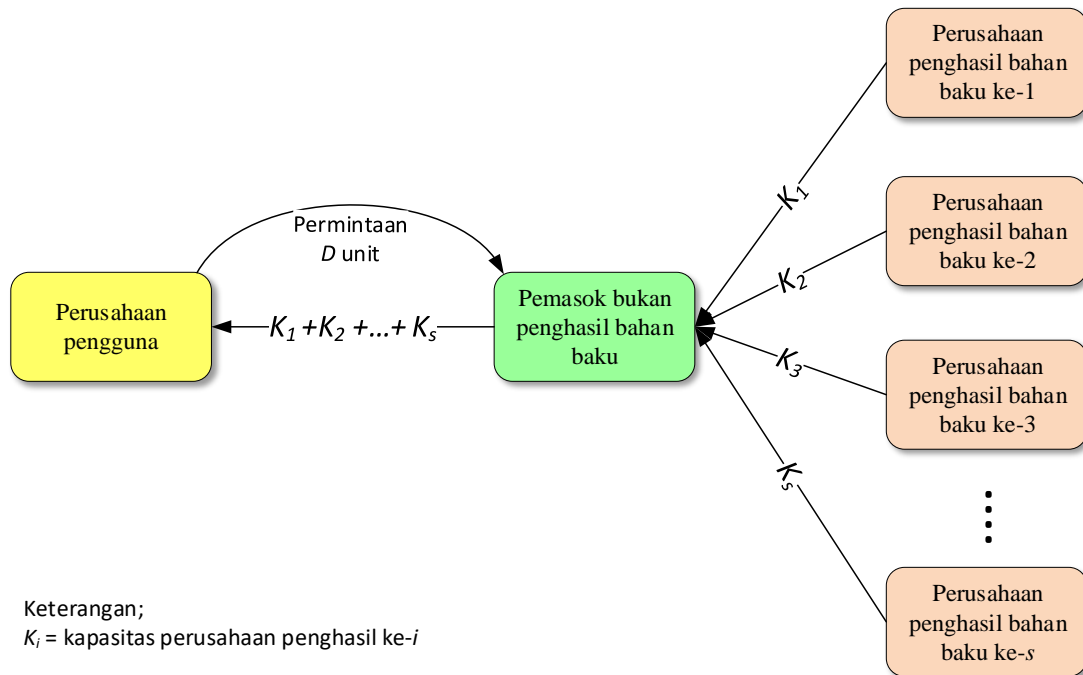 Perusahaan
pengguna
Permintaan
D unit
K₁ +K₂ +...+ Kₛ
Pemasok bukan
penghasil bahan
baku
K₁
K₂
K₃
Kₛ
Perusahaan
penghasil bahan
baku ke-1
Perusahaan
penghasil bahan
baku ke-2
Perusahaan
penghasil bahan
baku ke-3
Perusahaan
penghasil bahan
baku ke-s
Keterangan;
Kᵢ = kapasitas perusahaan penghasil ke-i